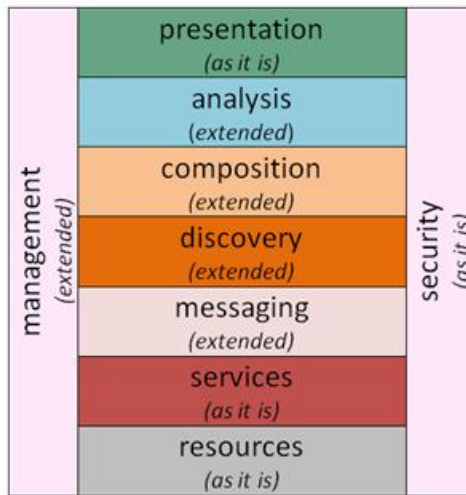 management
(extended)
presentation
(as it is)
analysis
(extended)
composition
(extended)
discovery
(extended)
messaging
(extended)
services
(as it is)
resources
(as it is)
security
(as it is)